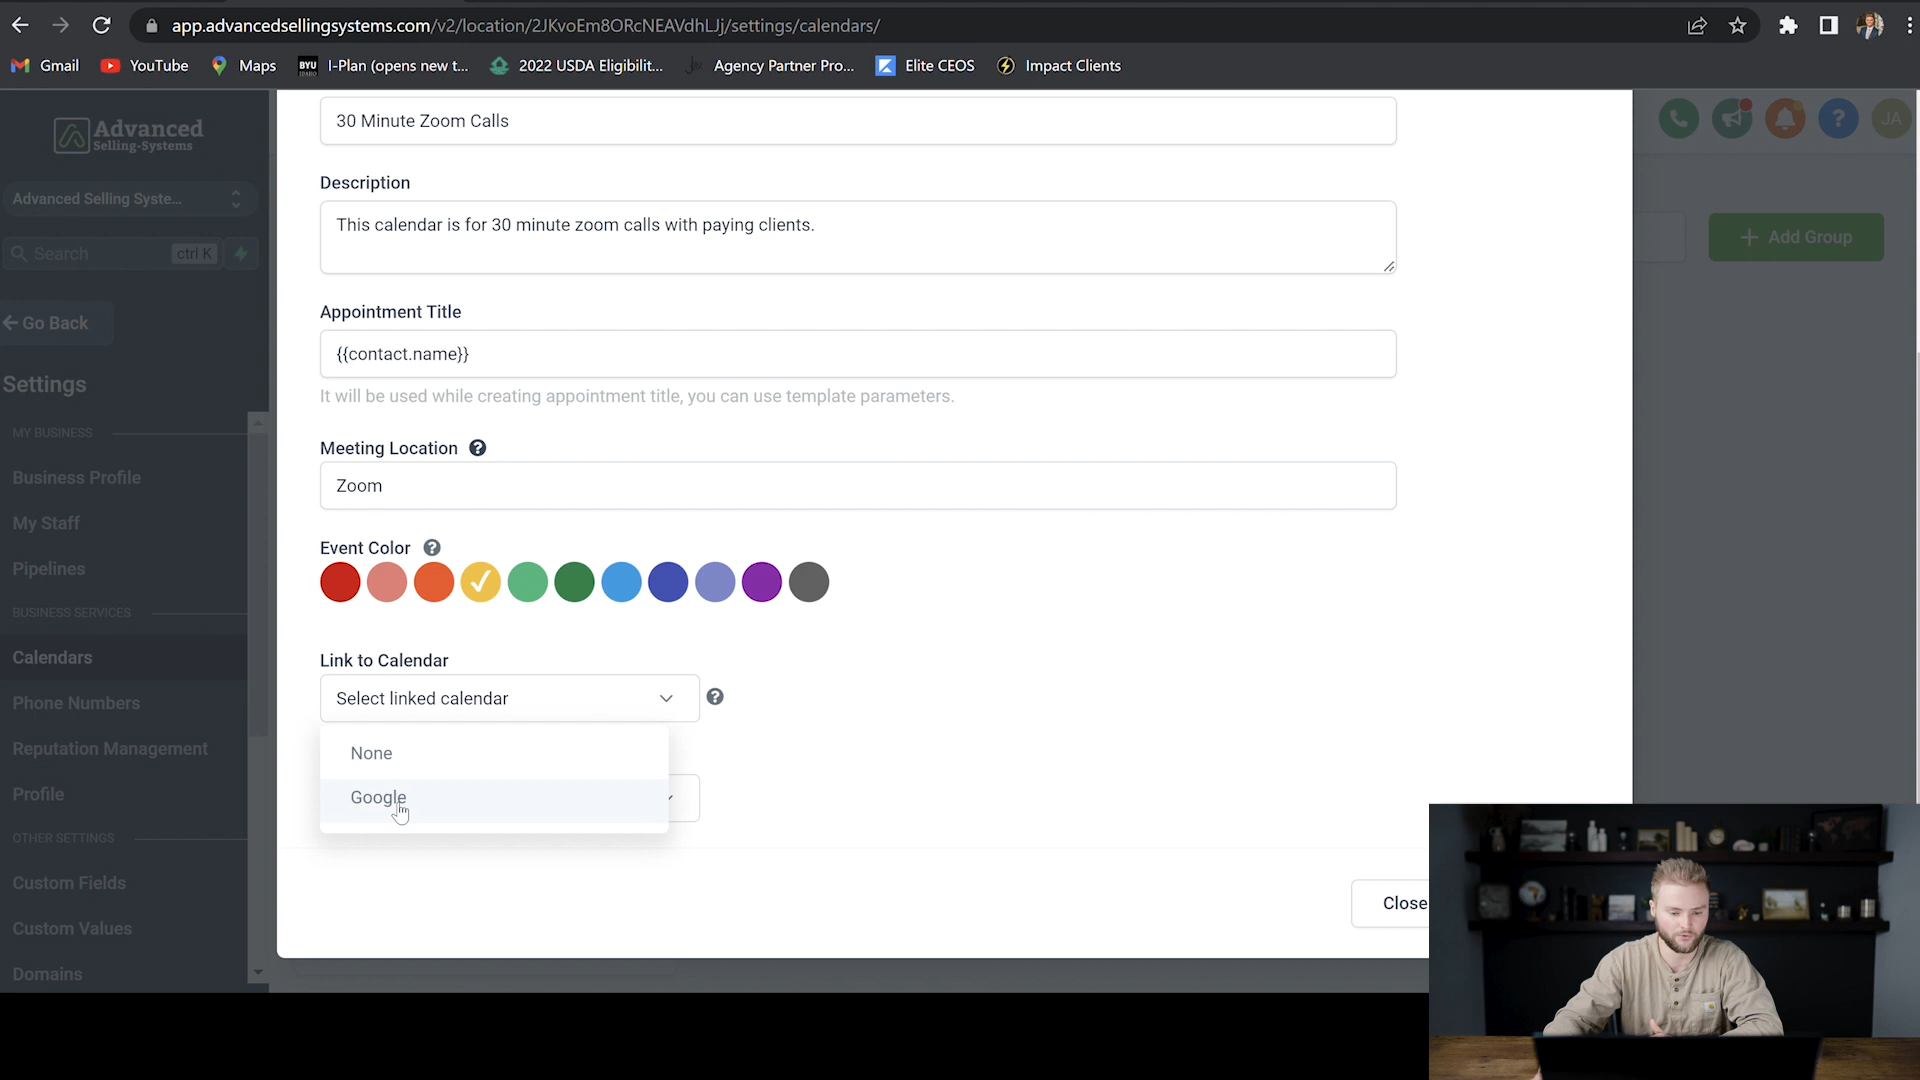 app.advancedsellingsystems.com/v2/location/2JKvoEm8ORcNEAVdhLJj/settings/calendars/
Gmail YouTube Maps BYU IDAHO I-Plan (opens new t... 2022 USDA Eligibilit... Agency Partner Pro... Elite CEOS Impact Clients
Advanced
Selling-Systems
Advanced Selling Syste...
Search ctrl K
Go Back
Settings
MY BUSINESS
Business Profile
My Staff
Pipelines
BUSINESS SERVICES
Calendars
Phone Numbers
Reputation Management
Profile
OTHER SETTINGS
Custom Fields
Custom Values
Domains
30 Minute Zoom Calls
Description
This calendar is for 30 minute zoom calls with paying clients.
Appointment Title
{{contact.name}}
It will be used while creating appointment title, you can use template parameters.
Meeting Location ?
Zoom
Event Color ?
Link to Calendar
Select linked calendar ?
None
Google
Close
? JA
+ Add Group